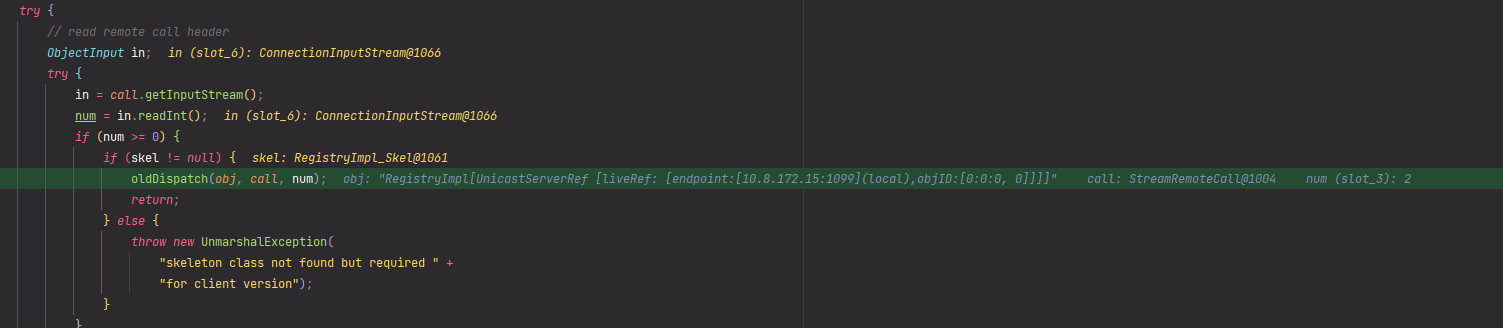 try {
// read remote call header
ObjectInput in; in (slot_6): ConnectionInputStream@1066
try {
in = call.getInputStream();
num = in.readInt(); in (slot_6): ConnectionInputStream@1066
if (num >= 0) {
if (skel != null) { skel: RegistryImpl_Skel@1061
oldDispatch(obj, call, num); obj: "RegistryImpl[UnicastServerRef [liveRef: [endpoint:[10.8.172.15:1099](local),objID:[0:0:0, 0]]]]" call: StreamRemoteCall@1004 num (slot_3): 2
return;
} else {
throw new UnmarshalException(
"skeleton class not found but required " +
"for client version");
}
}